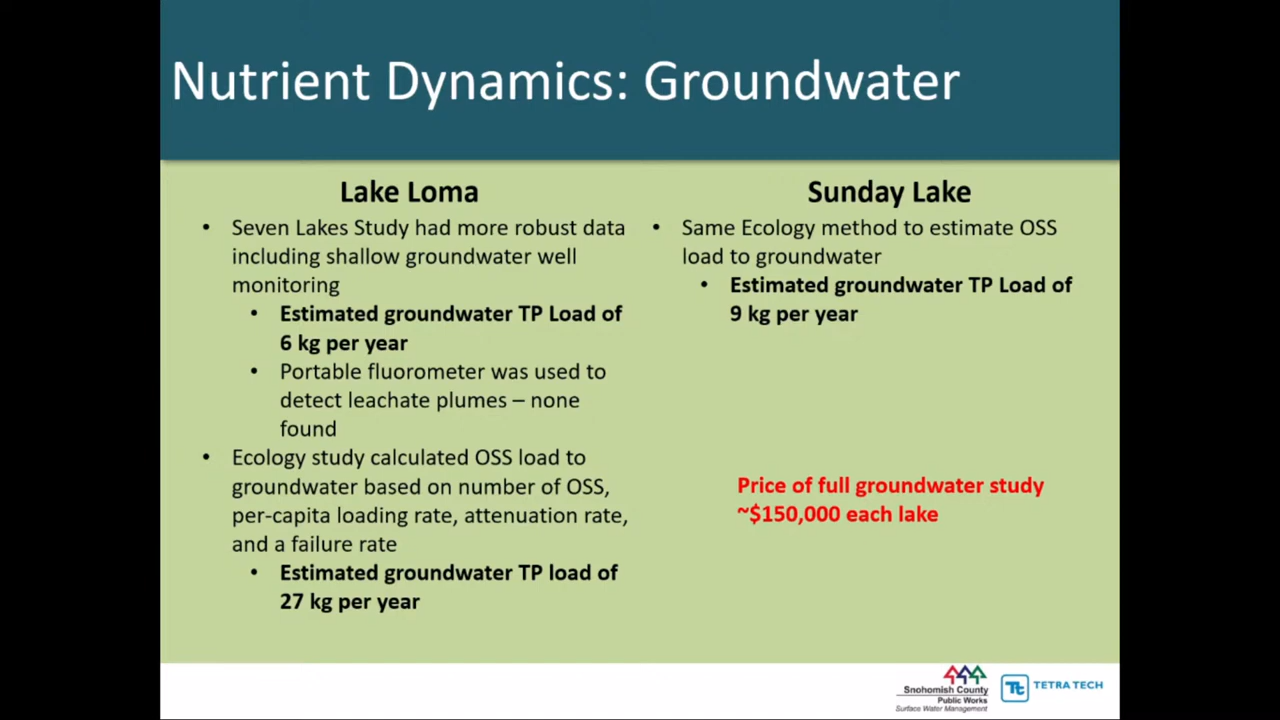 Nutrient Dynamics: Groundwater
Lake Loma
• Seven Lakes Study had more robust data
including shallow groundwater well
monitoring
• Estimated groundwater TP Load of
6 kg per year
• Portable fluorometer was used to
detect leachate plumes – none
found
• Ecology study calculated OSS load to
groundwater based on number of OSS,
per-capita loading rate, attenuation rate,
and a failure rate
• Estimated groundwater TP load of
27 kg per year
Sunday Lake
• Same Ecology method to estimate OSS
load to groundwater
• Estimated groundwater TP Load of
9 kg per year
Price of full groundwater study
~$150,000 each lake
Snohomish County
Public Works
Surface Water Management
Tt TETRA TECH